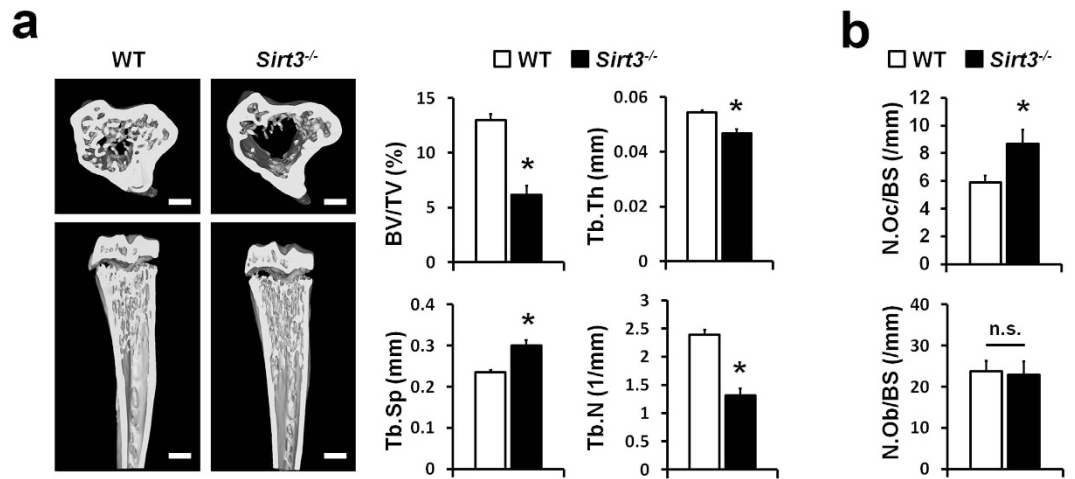 a
WT
Sirt3-/-
WT
Sirt3-/-
BV/TV (%)
15
10
5
0
Tb.Th (mm)
0.06
0.04
0.02
0
*
*
Tb.Sp (mm)
0.4
0.3
0.2
0.1
0
Tb.N (1/mm)
3
2.5
2
1.5
1
0.5
0
*
*
b
WT
Sirt3-/-
N.Oc/BS (/mm)
12
10
8
6
4
2
0
*
N.Ob/BS (/mm)
40
30
20
10
0
n.s.